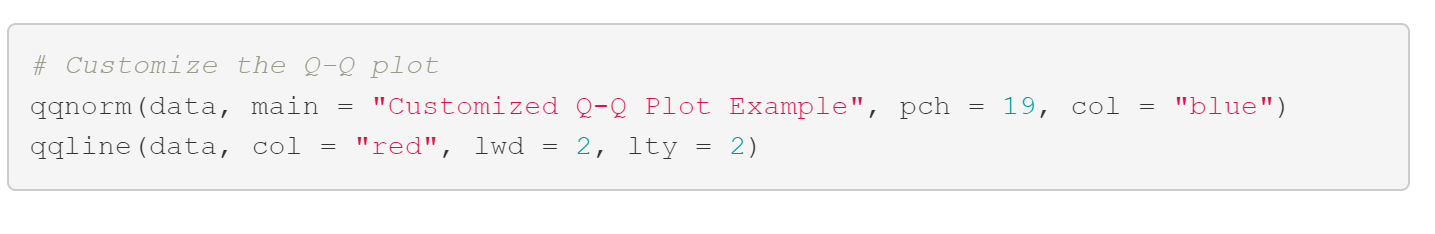 # Customize the Q-Q plot
qqnorm(data, main = "Customized Q-Q Plot Example", pch = 19, col = "blue")
qqline(data, col = "red", lwd = 2, lty = 2)